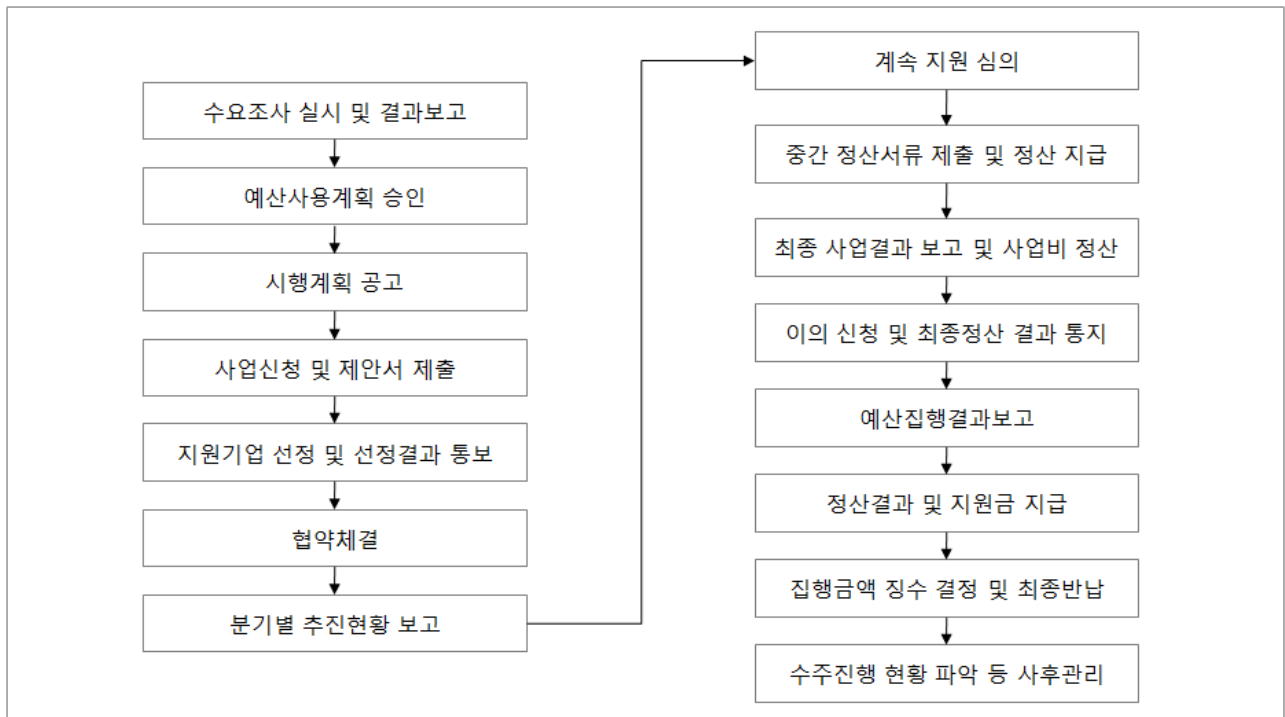 수요조사 실시 및 결과보고
예산사용계획 승인
시행계획 공고
사업신청 및 제안서 제출
지원기업 선정 및 선정결과 통보
협약체결
분기별 추진현황 보고
계속 지원 심의
중간 정산서류 제출 및 정산 지급
최종 사업결과 보고 및 사업비 정산
이의 신청 및 최종정산 결과 통지
예산집행결과보고
정산결과 및 지원금 지급
집행금액 징수 결정 및 최종반납
수주진행 현황 파악 등 사후관리